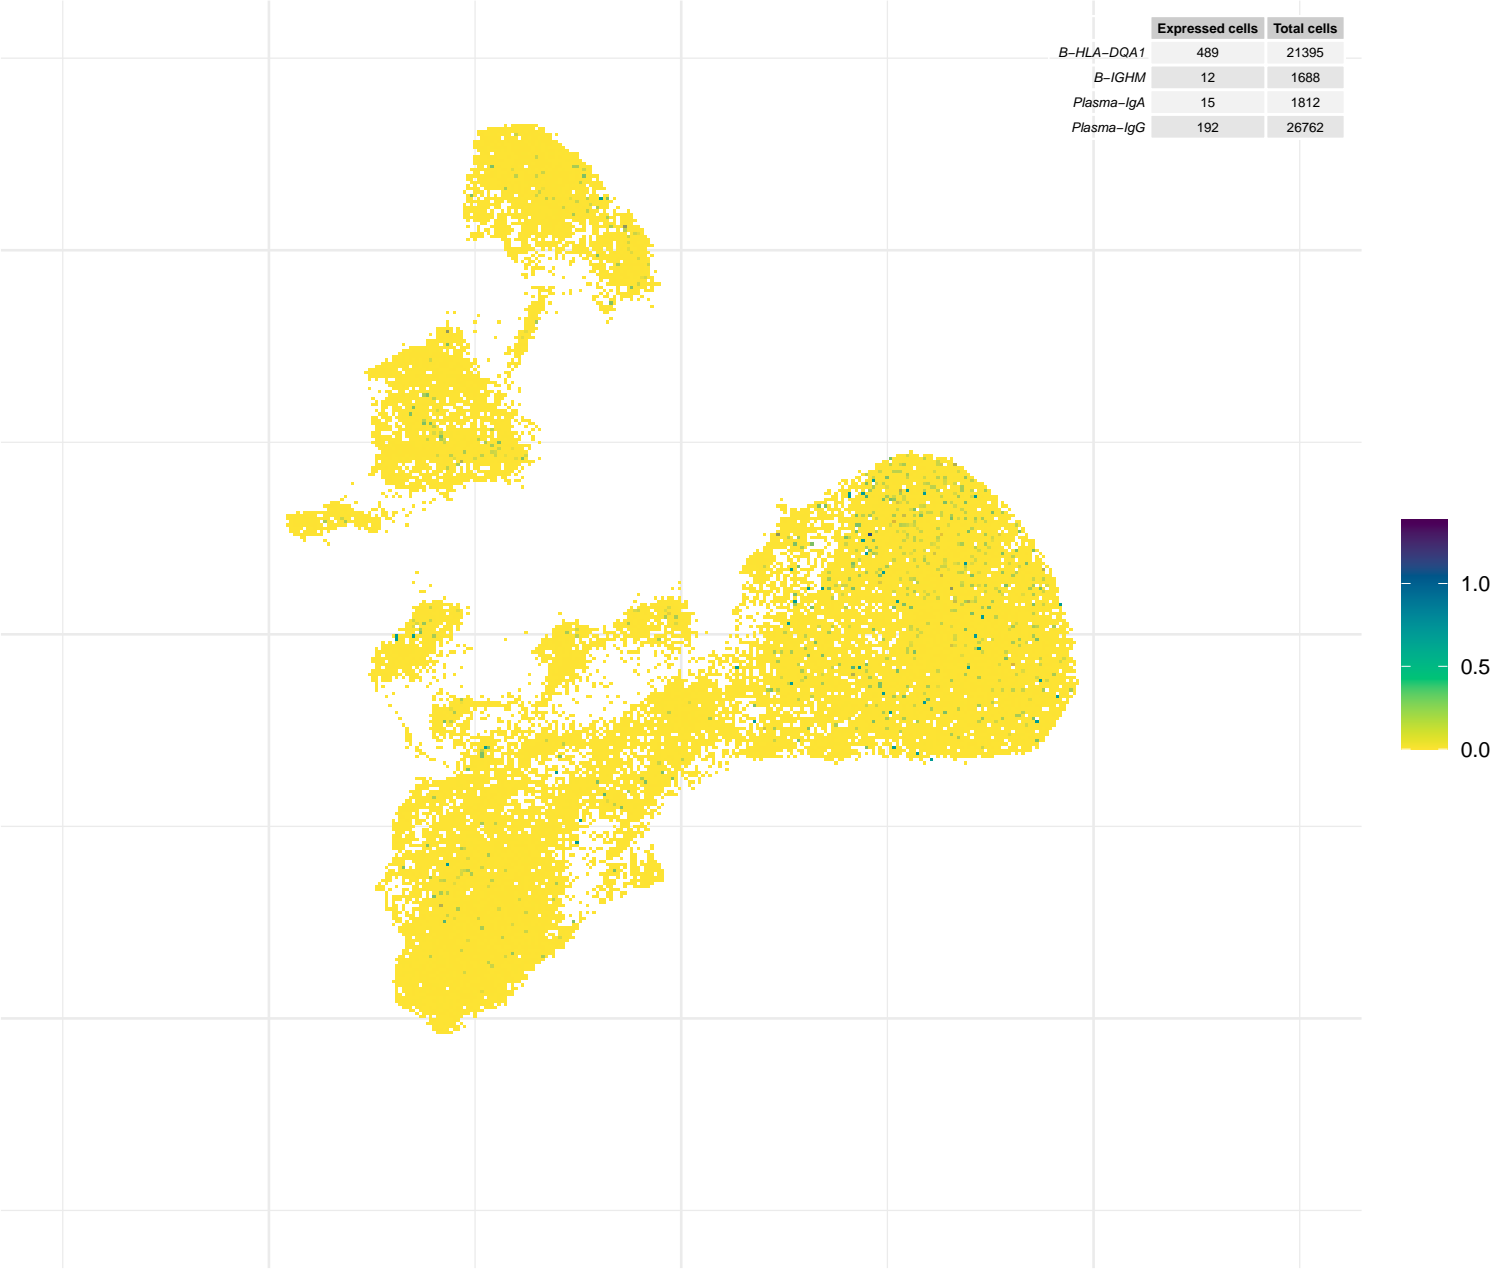 Expressed cells Total cells
B−HLA−DQA1 489 21395
B−IGHM 12 1688
Plasma−IgA 15 1812
Plasma−IgG 192 26762
1.0
0.5
0.0